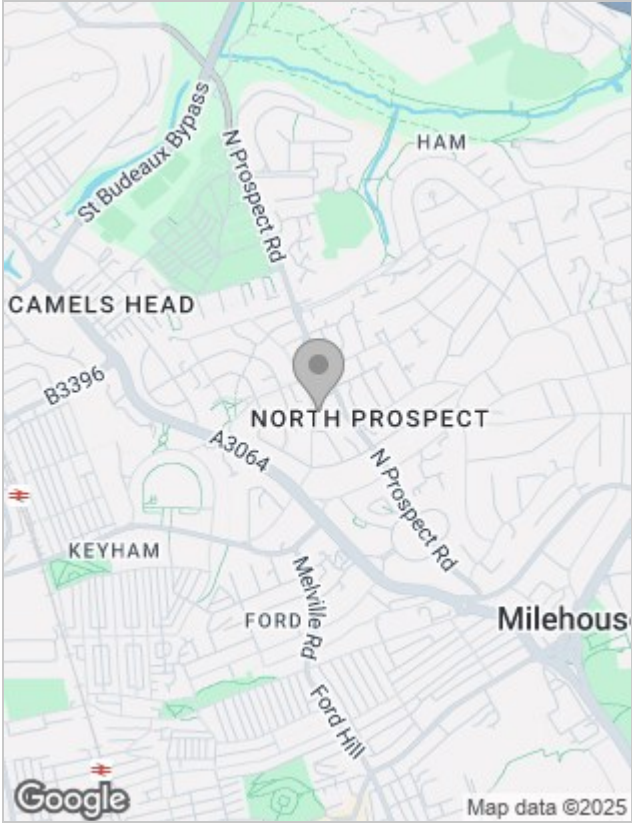 HAM
St Budeaux Bypass
N Prospect Rd
CAMELS HEAD
B3396
NORTH PROSPECT
A3064
N Prospect Rd
KEYHAM
Melville Rd
FORD
Milehous
Ford Hill
Google
Map data ©2025